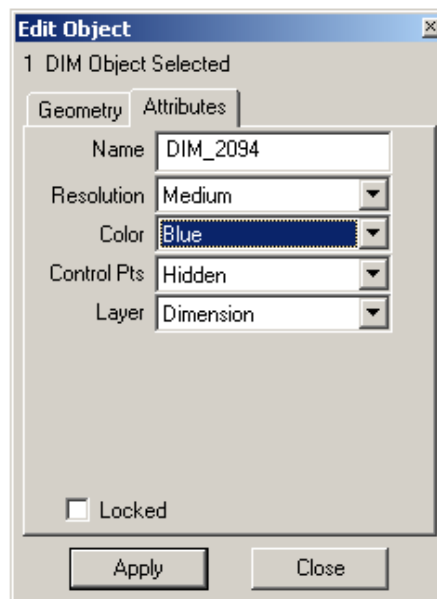 Edit Object
1 DIM Object Selected
Geometry Attributes
Name DIM_2094
Resolution Medium
Color Blue
Control Pts Hidden
Layer Dimension
Locked
Apply Close